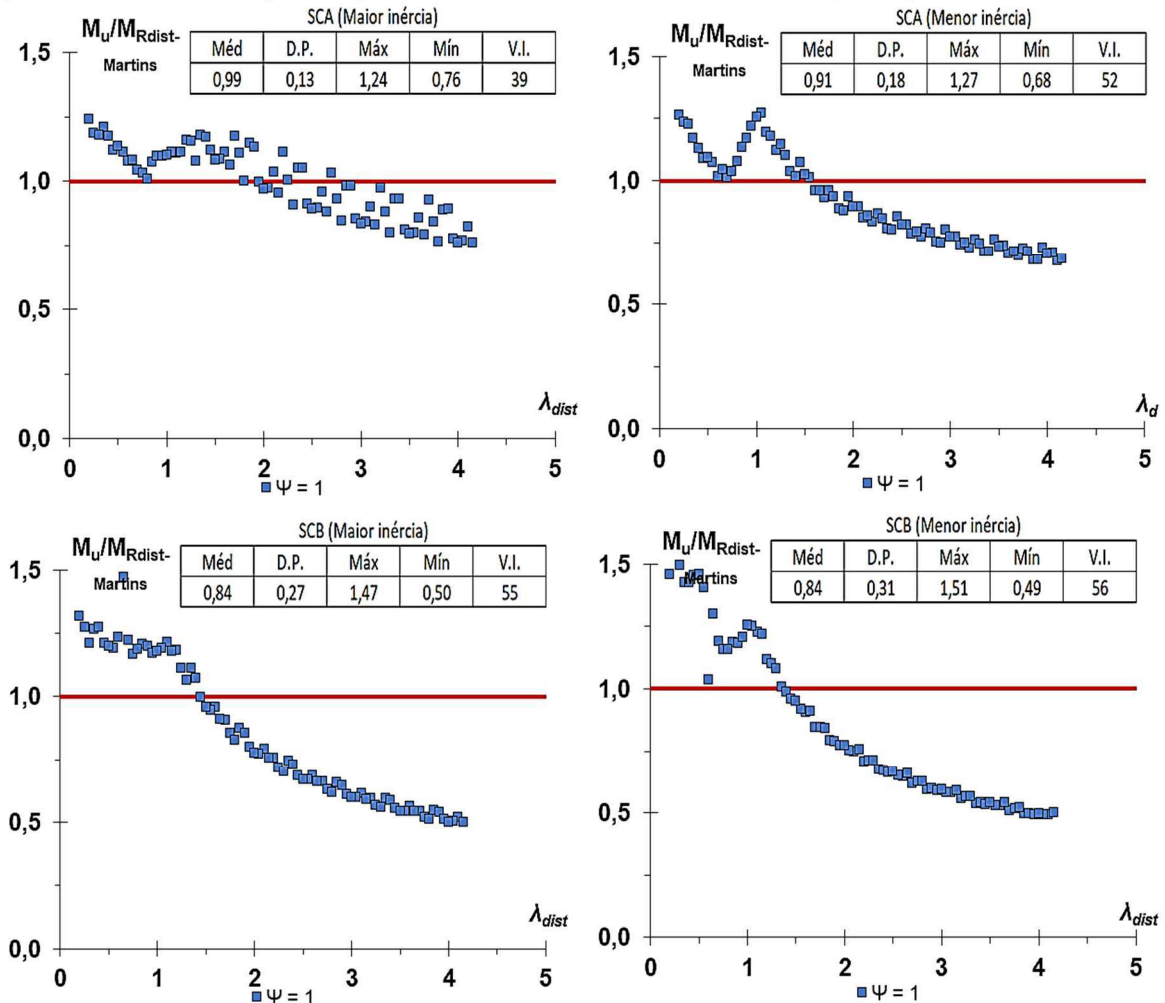 SCA (Maior inércia)
Mu/MRdist-
Martins
Méd D.P. Máx Mín V.I.
0,99 0,13 1,24 0,76 39
1,5
1,0
0,5
0,0
λdist
0 1 2 3 4 5
Ψ = 1
SCA (Menor inércia)
Mu/MRdist-
Martins
Méd D.P. Máx Mín V.I.
0,91 0,18 1,27 0,68 52
1,5
1,0
0,5
0,0
λd
0 1 2 3 4 5
Ψ = 1
SCB (Maior inércia)
Mu/MRdist-
Martins
Méd D.P. Máx Mín V.I.
0,84 0,27 1,47 0,50 55
1,5
1,0
0,5
0,0
λdist
0 1 2 3 4 5
Ψ = 1
SCB (Menor inércia)
Mu/MRdist-
Martins
Méd D.P. Máx Mín V.I.
0,84 0,31 1,51 0,49 56
1,5
1,0
0,5
0,0
λdist
0 1 2 3 4 5
Ψ = 1